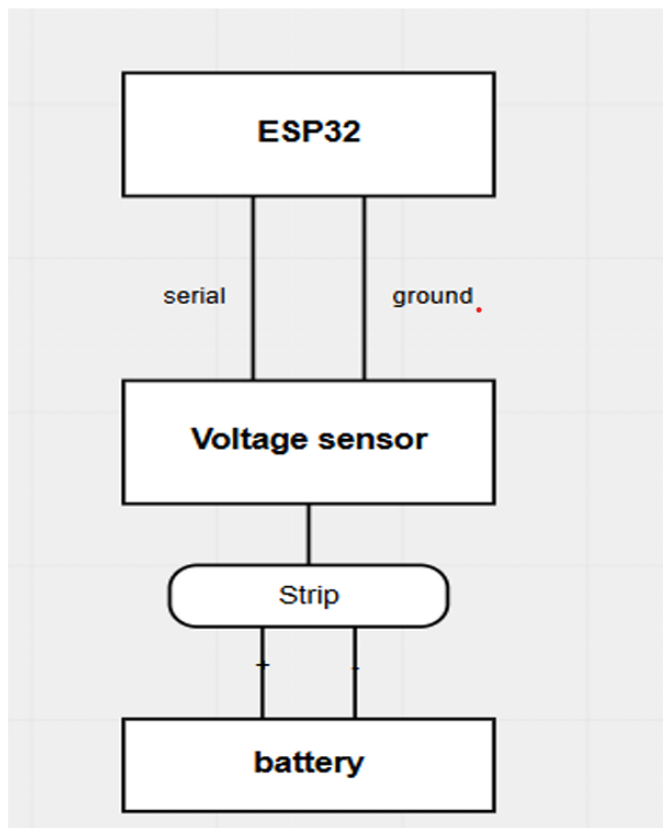 ESP32
serial
ground
Voltage sensor
Strip
+ -
battery